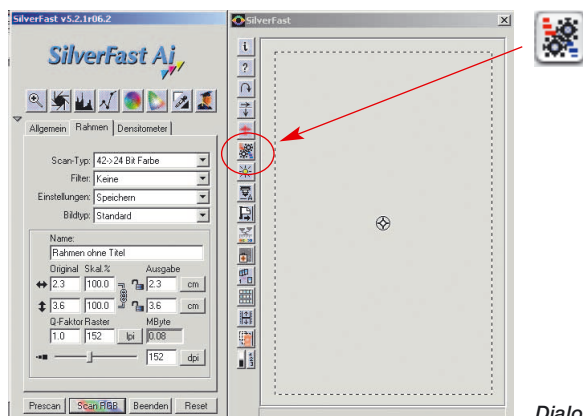 SilverFast v5.2.1r06.2
SilverFast Ai
Allgemein Rahmen Densitometer
Scan-Typ: 42->24 Bit Farbe
Filter: Keine
Einstellungen: Speichern
Bildtyp: Standard
Name:
Rahmen ohne Titel
Original Skal.% Ausgabe
2.3 100.0 2.3 cm
3.6 100.0 3.6 cm
Q-Faktor Raster MByte
1.0 152 lpi 0.08
152 dpi
Prescan Scan RGB Beenden Reset
SilverFast
i
?
Dialo